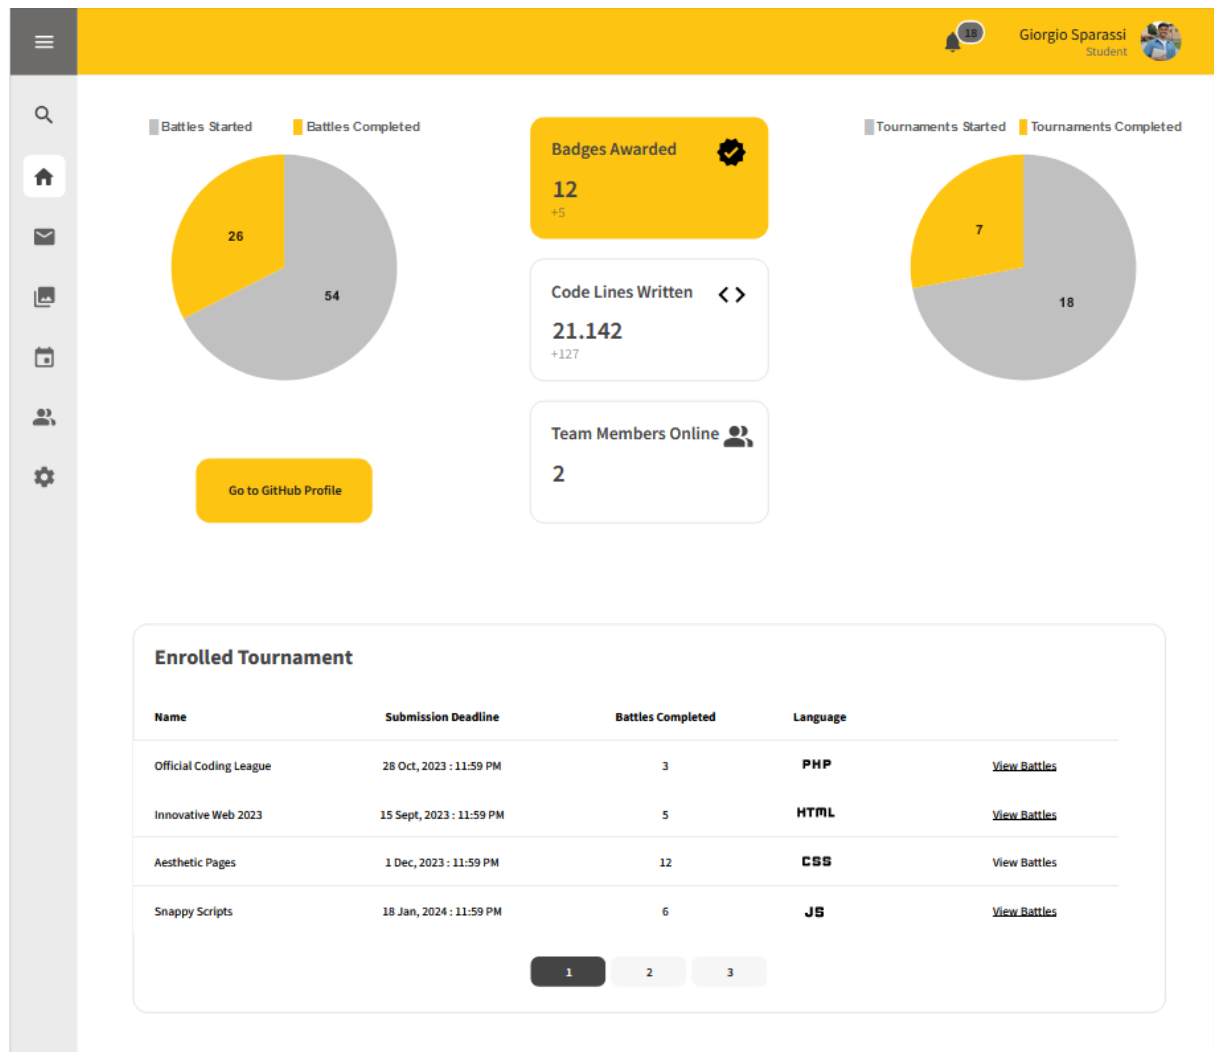 18
Giorgio Sparassi
Student
Battles Started
Battles Completed
26
54
Badges Awarded
12
+5
Code Lines Written
21.142
+127
Team Members Online
2
Tournaments Started
Tournaments Completed
7
18
Go to GitHub Profile
Enrolled Tournament
Name Submission Deadline Battles Completed Language
Official Coding League 28 Oct, 2023 : 11:59 PM 3 PHP View Battles
Innovative Web 2023 15 Sept, 2023 : 11:59 PM 5 HTML View Battles
Aesthetic Pages 1 Dec, 2023 : 11:59 PM 12 CSS View Battles
Snappy Scripts 18 Jan, 2024 : 11:59 PM 6 JS View Battles
1 2 3